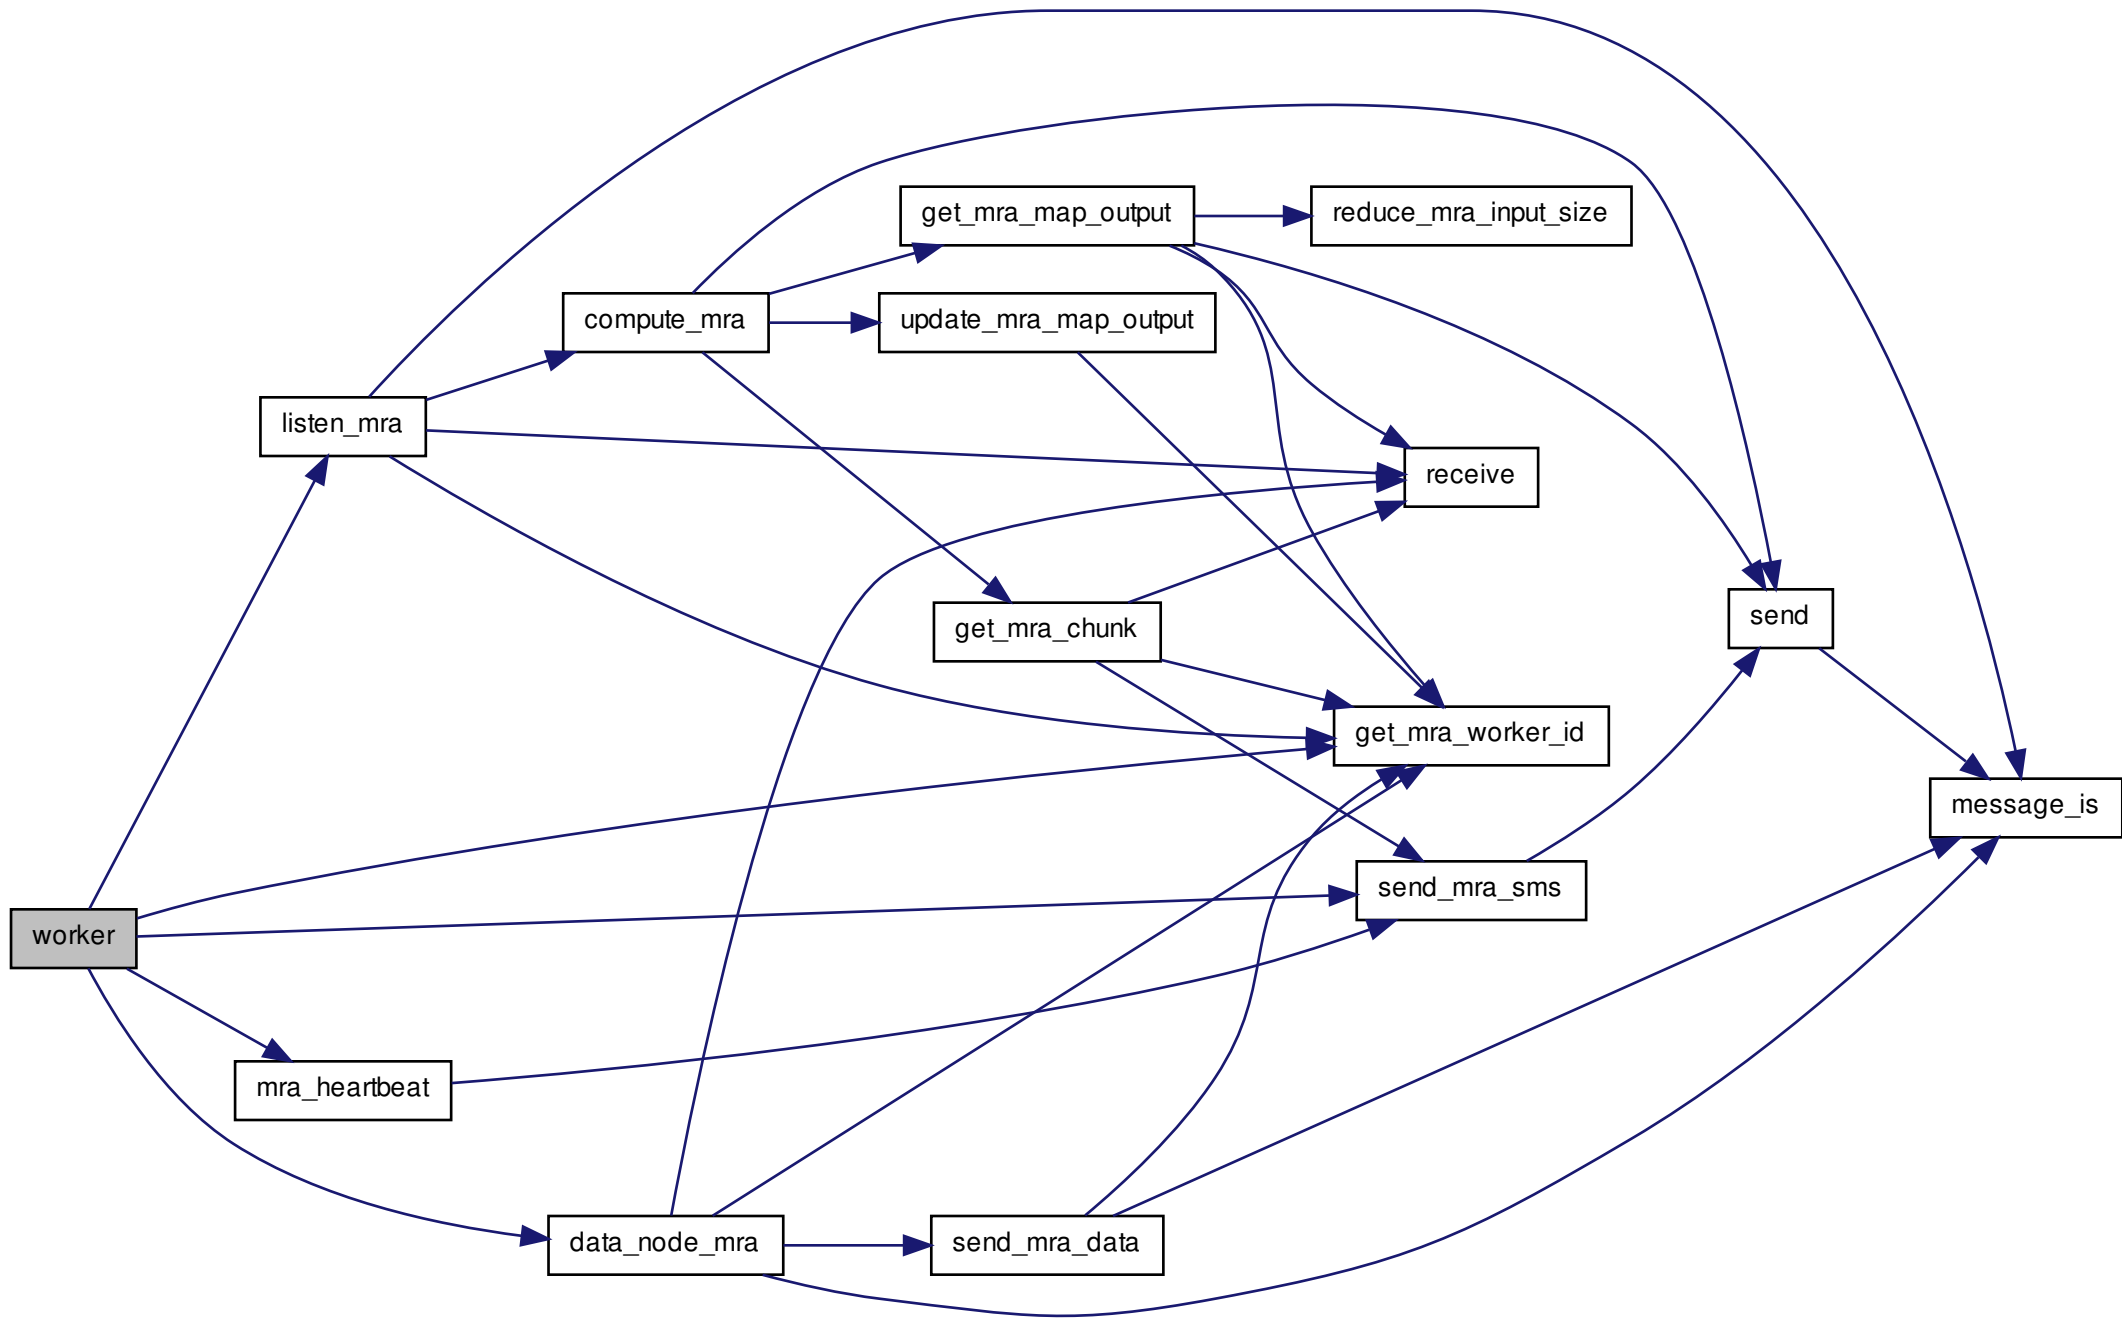 get_mra_map_output
reduce_mra_input_size
compute_mra
update_mra_map_output
listen_mra
receive
get_mra_chunk
send
get_mra_worker_id
message_is
send_mra_sms
worker
mra_heartbeat
data_node_mra
send_mra_data